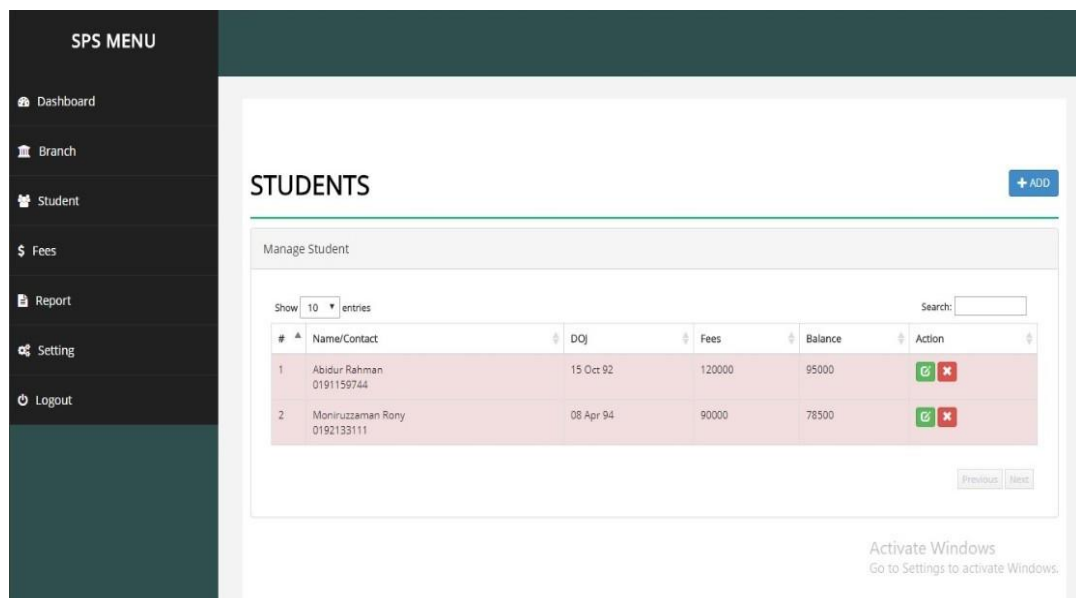 SPS MENU
Dashboard
Branch
Student
$ Fees
Report
Setting
Logout
STUDENTS
+ ADD
Manage Student
Show 10 entries
Search:
# Name/Contact DOJ Fees Balance Action
1 Abidur Rahman 15 Oct 92 120000 95000
0191159744
2 Moniruzzaman Rony 08 Apr 94 90000 78500
0192133111
Previous Next
Activate Windows
Go to Settings to activate Windows.